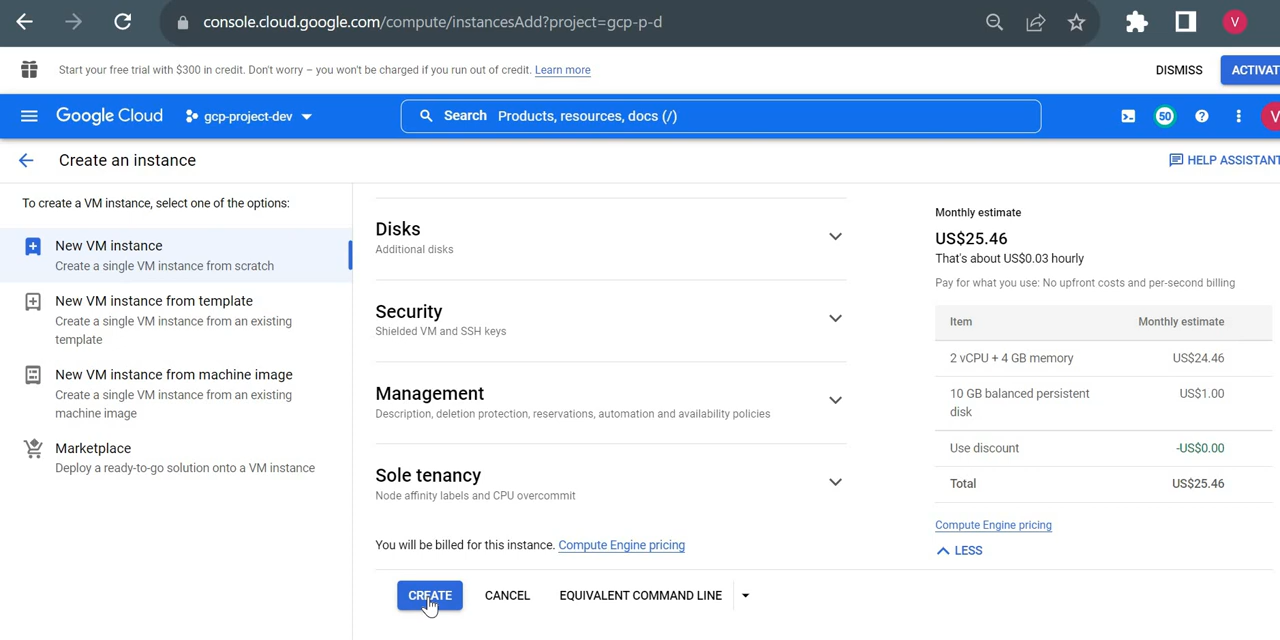 console.cloud.google.com/compute/instancesAdd?project=gcp-p-d
V
Start your free trial with $300 in credit. Don't worry – you won't be charged if you run out of credit. Learn more
DISMISS
ACTIVAT
Google Cloud
gcp-project-dev
Search Products, resources, docs (/)
50
?
V
Create an instance
HELP ASSISTANT
To create a VM instance, select one of the options:
New VM instance
Create a single VM instance from scratch
New VM instance from template
Create a single VM instance from an existing
template
New VM instance from machine image
Create a single VM instance from an existing
machine image
Marketplace
Deploy a ready-to-go solution onto a VM instance
Disks
Additional disks
Security
Shielded VM and SSH keys
Management
Description, deletion protection, reservations, automation and availability policies
Sole tenancy
Node affinity labels and CPU overcommit
You will be billed for this instance. Compute Engine pricing
CREATE
CANCEL
EQUIVALENT COMMAND LINE
Monthly estimate
US$25.46
That's about US$0.03 hourly
Pay for what you use: No upfront costs and per-second billing
Item Monthly estimate
2 vCPU + 4 GB memory US$24.46
10 GB balanced persistent US$1.00
disk
Use discount -US$0.00
Total US$25.46
Compute Engine pricing
LESS